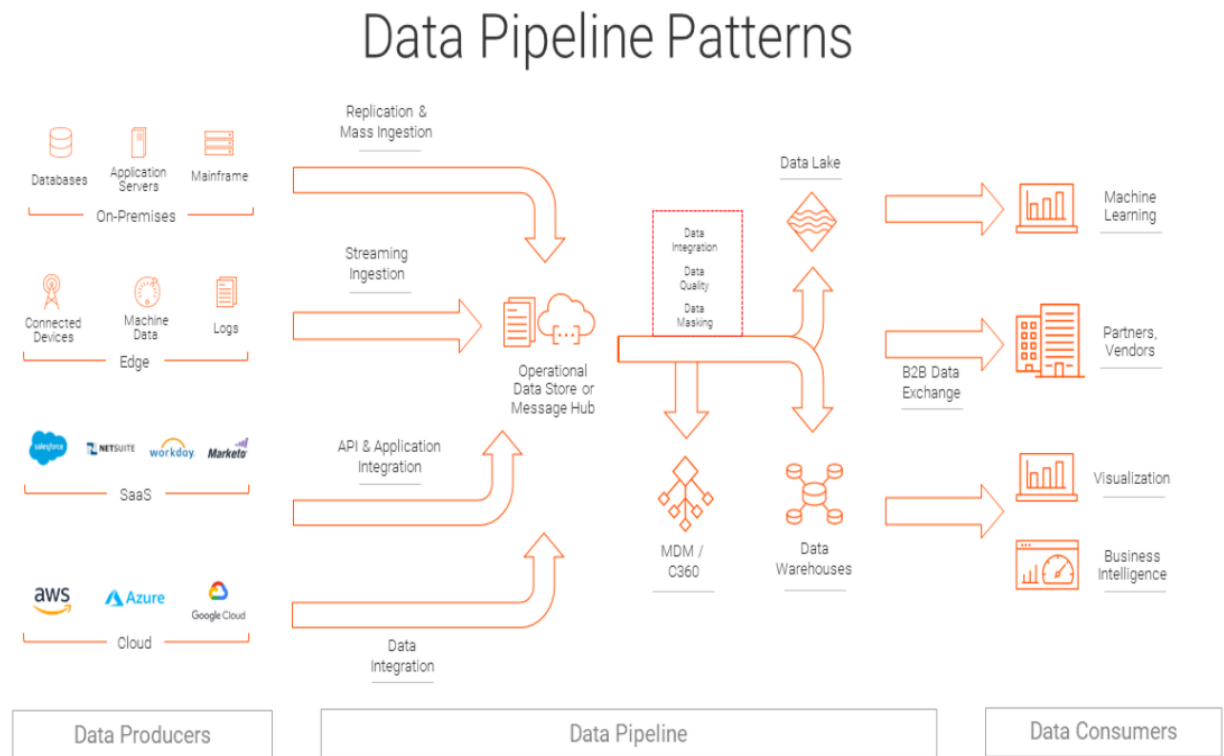 Data Pipeline Patterns
Databases
Application
Servers
Mainframe
On-Premises
Connected
Devices
Machine
Data
Logs
Edge
salesforce
NETSUITE
workday
Marketo
SaaS
aws
Azure
Google Cloud
Cloud
Replication &
Mass Ingestion
Streaming
Ingestion
API & Application
Integration
Data
Integration
Operational
Data Store or
Message Hub
Data
Integration
Data
Quality
Data
Masking
Data Lake
MDM /
C360
Data
Warehouses
B2B Data
Exchange
Machine
Learning
Partners,
Vendors
Visualization
Business
Intelligence
Data Producers
Data Pipeline
Data Consumers